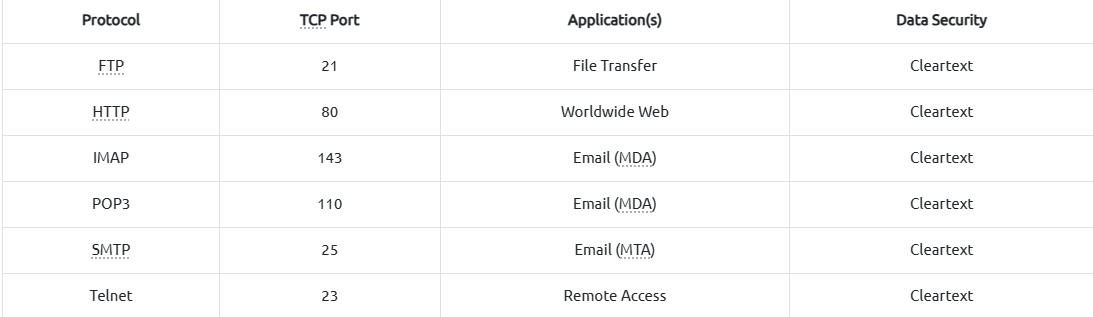 Protocol TCP Port Application(s) Data Security
FTP 21 File Transfer Cleartext
HTTP 80 Worldwide Web Cleartext
IMAP 143 Email (MDA) Cleartext
POP3 110 Email (MDA) Cleartext
SMTP 25 Email (MTA) Cleartext
Telnet 23 Remote Access Cleartext